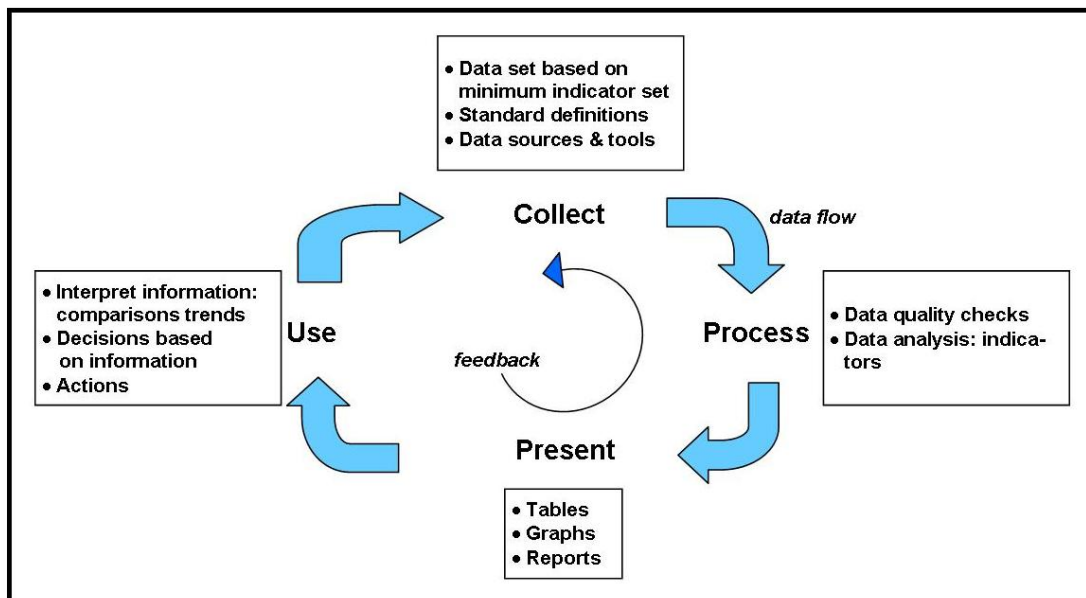 • Data set based on
minimum indicator set
• Standard definitions
• Data sources & tools
Collect
data flow
• Interpret information:
comparisons trends
• Decisions based
on information
• Actions
Use
feedback
Process
• Data quality checks
• Data analysis: indica-
tors
Present
• Tables
• Graphs
• Reports